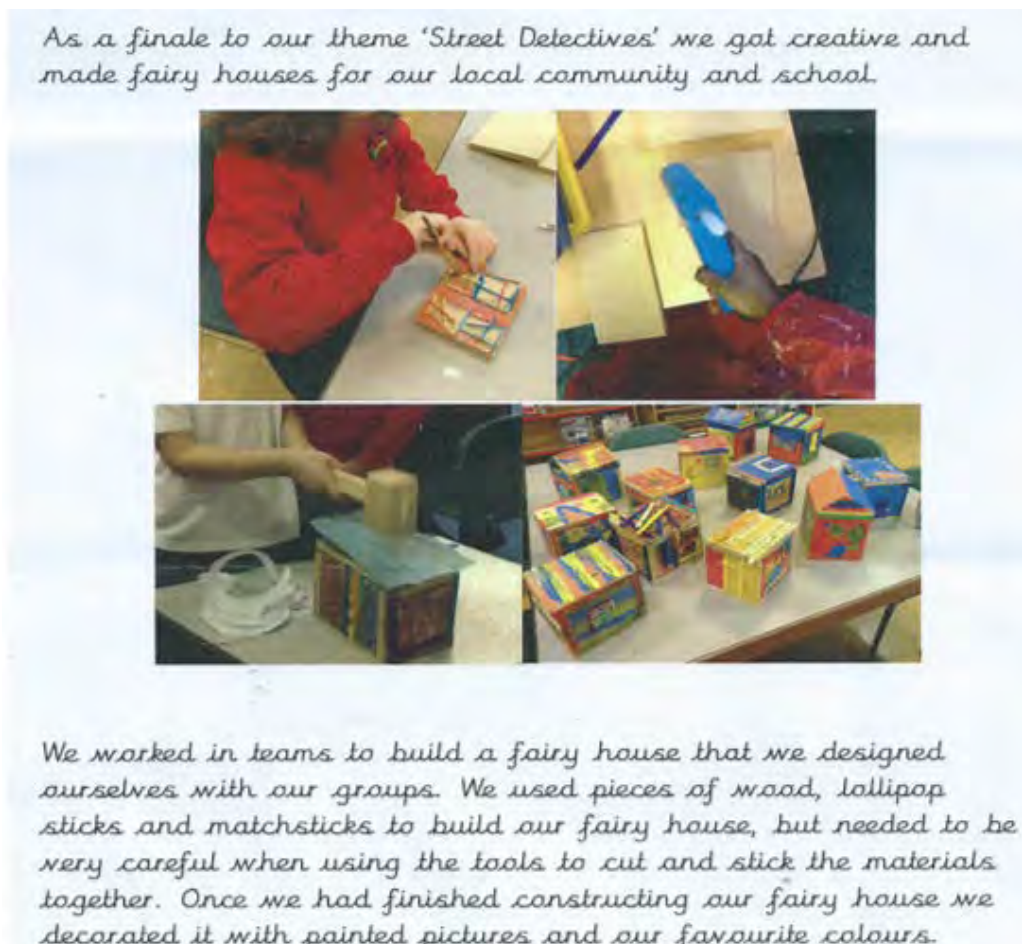 As a finale to our theme ‘Street Detectives’ we got creative and
made fairy houses for our local community and school.
We worked in teams to build a fairy house that we designed
ourselves with our groups. We used pieces of wood, lollipop
sticks and matchsticks to build our fairy house, but needed to be
very careful when using the tools to cut and stick the materials
together. Once we had finished constructing our fairy house we
decorated it with painted pictures and our favourite colours.